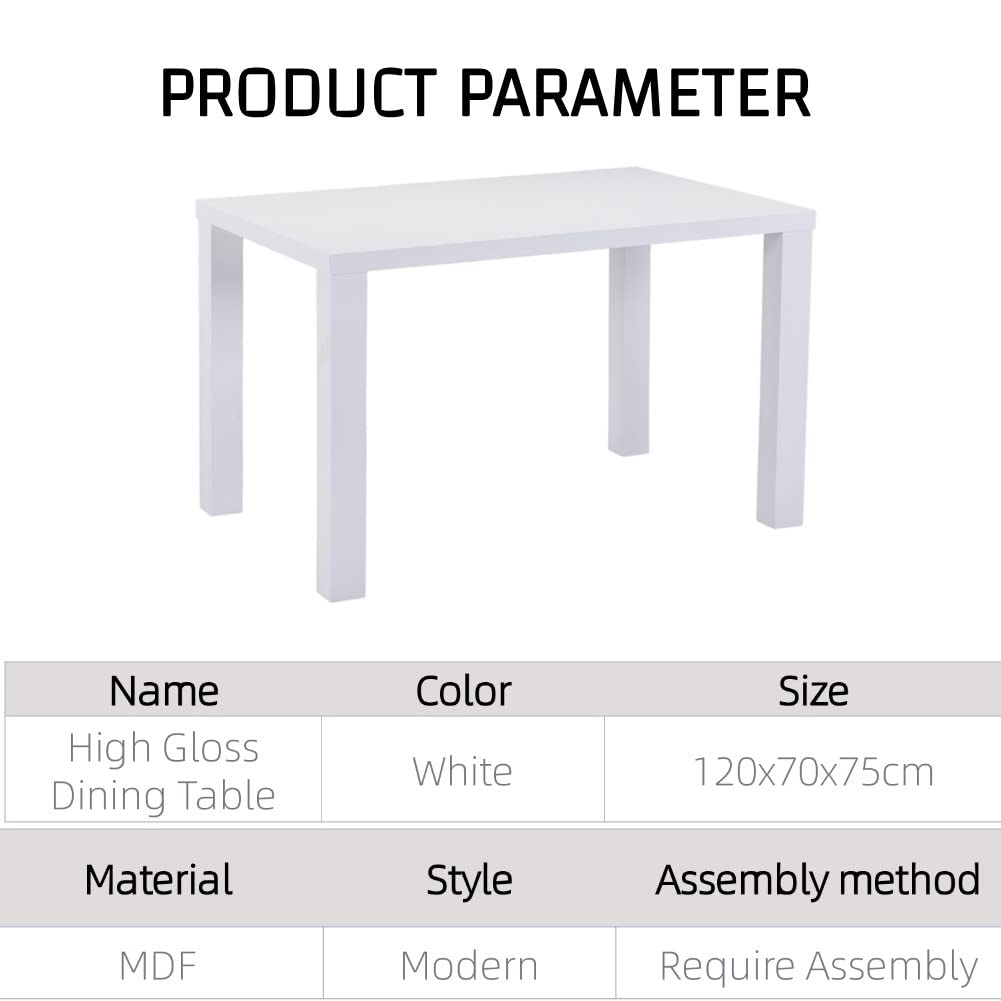 PRODUCT PARAMETER
Name Color Size
High Gloss
Dining Table White 120x70x75cm
Material Style Assembly method
MDF Modern Require Assembly